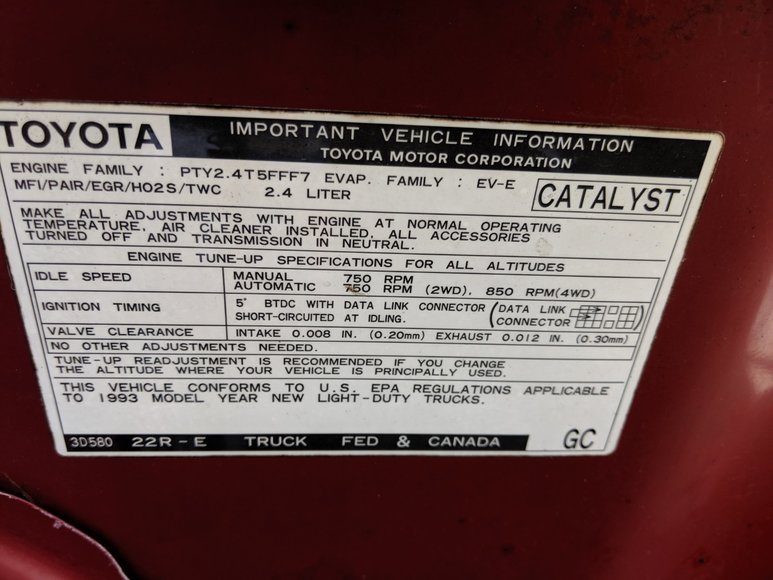 TOYOTA
IMPORTANT VEHICLE INFORMATION
TOYOTA MOTOR CORPORATION
ENGINE FAMILY : PTY2.4T5FFF7 EVAP. FAMILY : EV-E
MFI/PAIR/EGR/HO2S/TWC 2.4 LITER
CATALYST
MAKE ALL ADJUSTMENTS WITH ENGINE AT NORMAL OPERATING
TEMPERATURE, AIR CLEANER INSTALLED, ALL ACCESSORIES
TURNED OFF AND TRANSMISSION IN NEUTRAL.
ENGINE TUNE-UP SPECIFICATIONS FOR ALL ALTITUDES
IDLE SPEED
MANUAL 750 RPM
AUTOMATIC 750 RPM (2WD), 850 RPM(4WD)
IGNITION TIMING
5° BTDC WITH DATA LINK CONNECTOR
SHORT-CIRCUITED AT IDLING.
(DATA LINK
CONNECTOR)
VALVE CLEARANCE
INTAKE 0.008 IN. (0.20mm) EXHAUST 0.012 IN. (0.30mm)
NO OTHER ADJUSTMENTS NEEDED.
TUNE-UP READJUSTMENT IS RECOMMENDED IF YOU CHANGE
THE ALTITUDE WHERE YOUR VEHICLE IS PRINCIPALLY USED.
THIS VEHICLE CONFORMS TO U.S. EPA REGULATIONS APPLICABLE
TO 1993 MODEL YEAR NEW LIGHT-DUTY TRUCKS.
3D580 22R-E TRUCK FED & CANADA GC